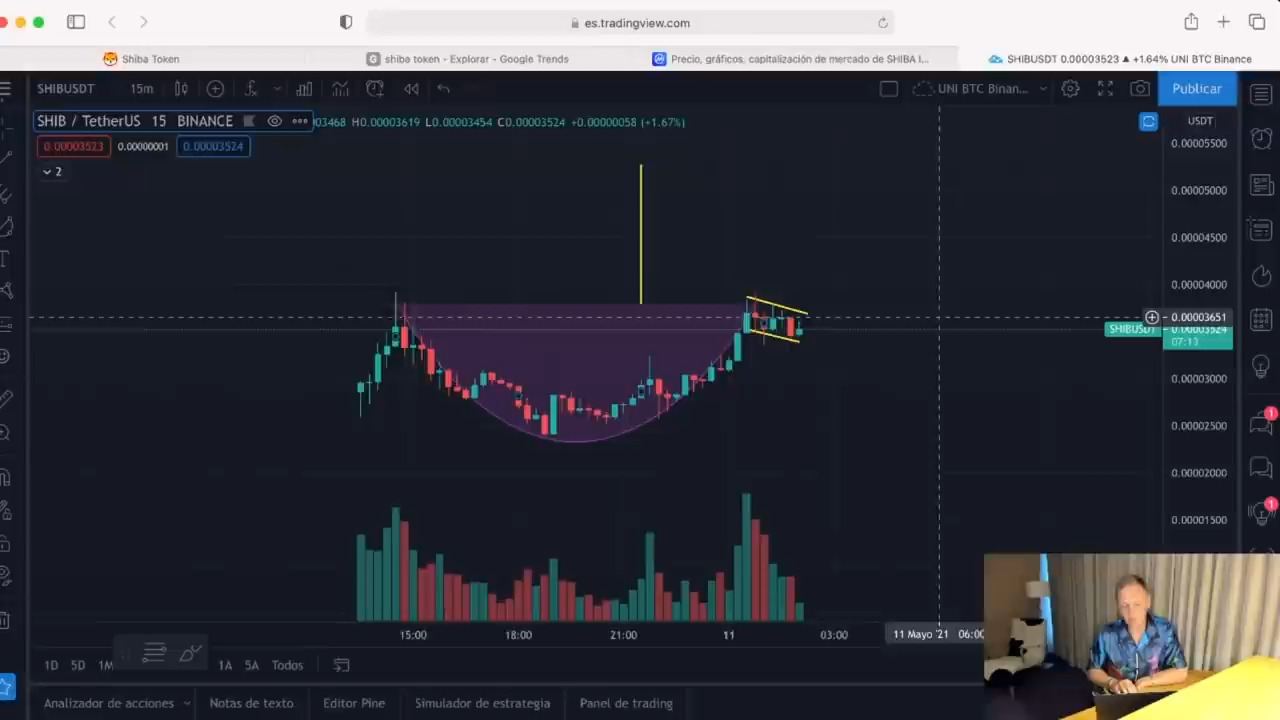 es.tradingview.com
Shiba Token
shiba token - Explorar - Google Trends
Precio, gráficos, capitalización de mercado de SHIBA I...
SHIBUSDT 0.00003523 ▲ +1.64% UNI BTC Binance
SHIBUSDT 15m
UNI BTC Binan...
Publicar
SHIB / TetherUS 15 BINANCE 03468 H0.00003619 L0.00003454 C0.00003524 +0.00000058 (+1.67%)
USDT
0.00003523 0.00000001 0.00003524
2
0.00005500
0.00005000
0.00004500
0.00004000
0.00003651
SHIBUSDT 0.00003524
07:13
0.00003000
0.00002500
0.00002000
0.00001500
1
1
15:00 18:00 21:00 11 03:00 11 Mayo '21 06:00
1D 5D 1M 1A 5A Todos
Analizador de acciones Notas de texto Editor Pine Simulador de estrategia Panel de trading